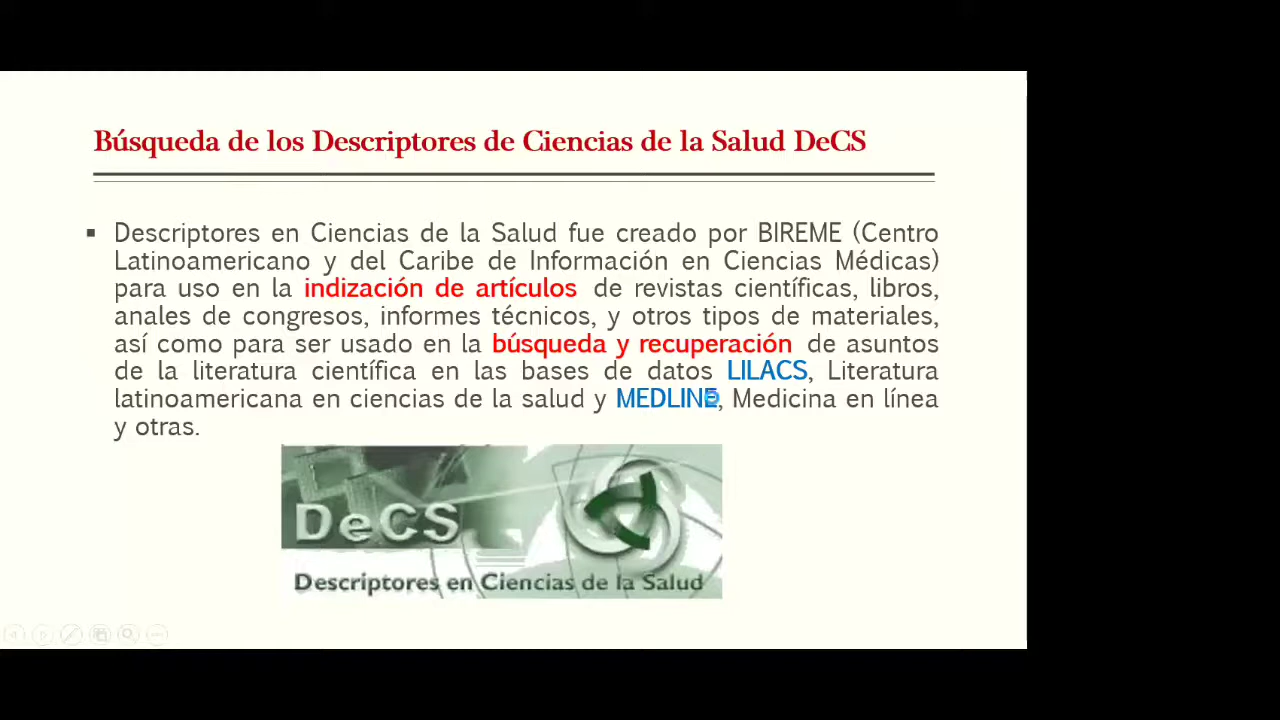 Búsqueda de los Descriptores de Ciencias de la Salud DeCS
▪ Descriptores en Ciencias de la Salud fue creado por BIREME (Centro
Latinoamericano y del Caribe de Información en Ciencias Médicas)
para uso en la indización de artículos de revistas científicas, libros,
anales de congresos, informes técnicos, y otros tipos de materiales,
así como para ser usado en la búsqueda y recuperación de asuntos
de la literatura científica en las bases de datos LILACS, Literatura
latinoamericana en ciencias de la salud y MEDLINE, Medicina en línea
y otras.
DeCS
Descriptores en Ciencias de la Salud